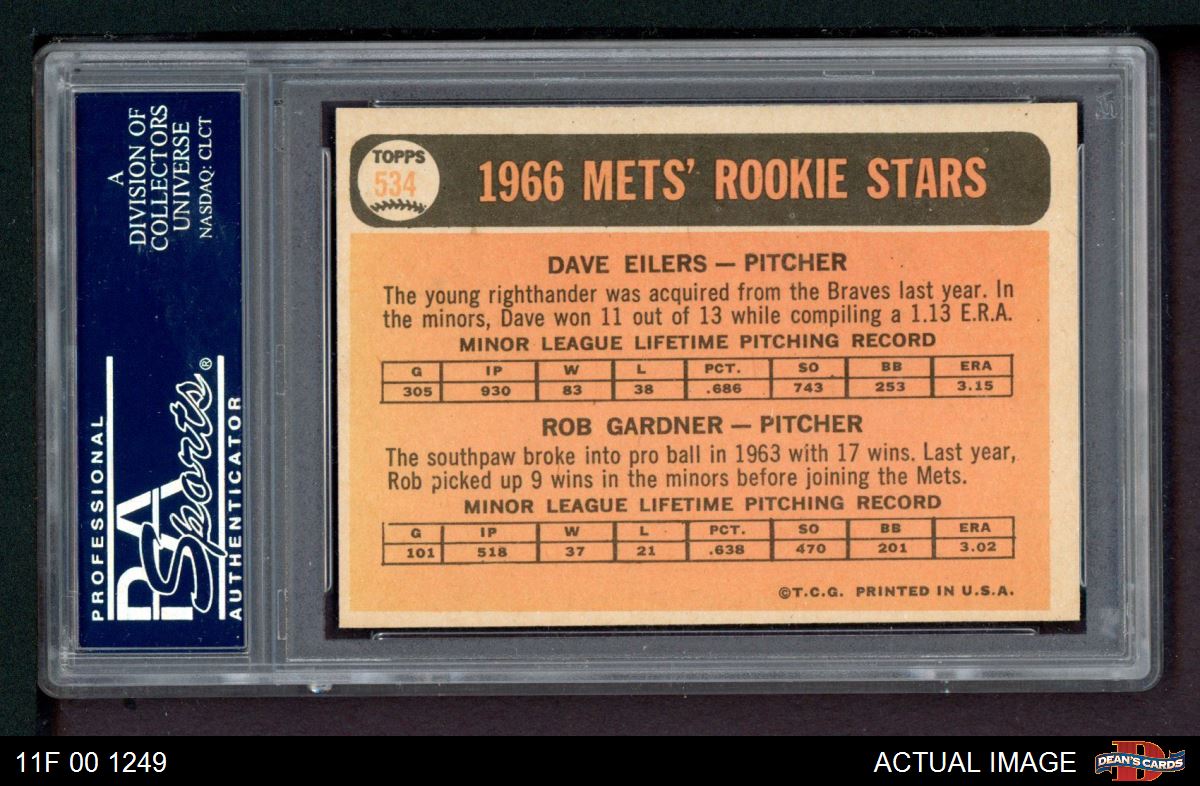 A
DIVISION OF
COLLECTORS
UNIVERSE
NASDAQ: CLCT
PROFESSIONAL
PSA
Sports®
AUTHENTICATOR
TOPPS
534
1966 METS' ROOKIE STARS
DAVE EILERS — PITCHER
The young righthander was acquired from the Braves last year. In
the minors, Dave won 11 out of 13 while compiling a 1.13 E.R.A.
MINOR LEAGUE LIFETIME PITCHING RECORD
G IP W L PCT. SO BB ERA
305 930 83 38 .686 743 253 3.15
ROB GARDNER — PITCHER
The southpaw broke into pro ball in 1963 with 17 wins. Last year,
Rob picked up 9 wins in the minors before joining the Mets.
MINOR LEAGUE LIFETIME PITCHING RECORD
G IP W L PCT. SO BB ERA
101 518 37 21 .638 470 201 3.02
©T.C.G. PRINTED IN U.S.A.
11F 00 1249
ACTUAL IMAGE
D
DEAN'S CARDS